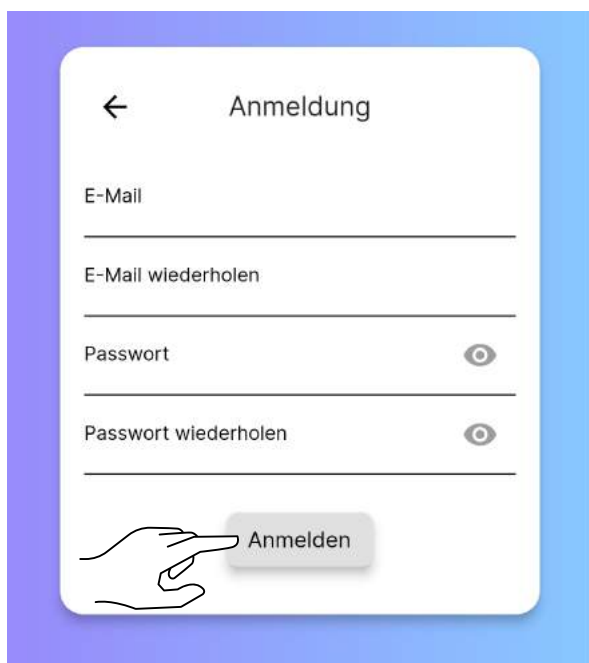 Anmeldung
E-Mail
E-Mail wiederholen
Passwort
Passwort wiederholen
Anmelden